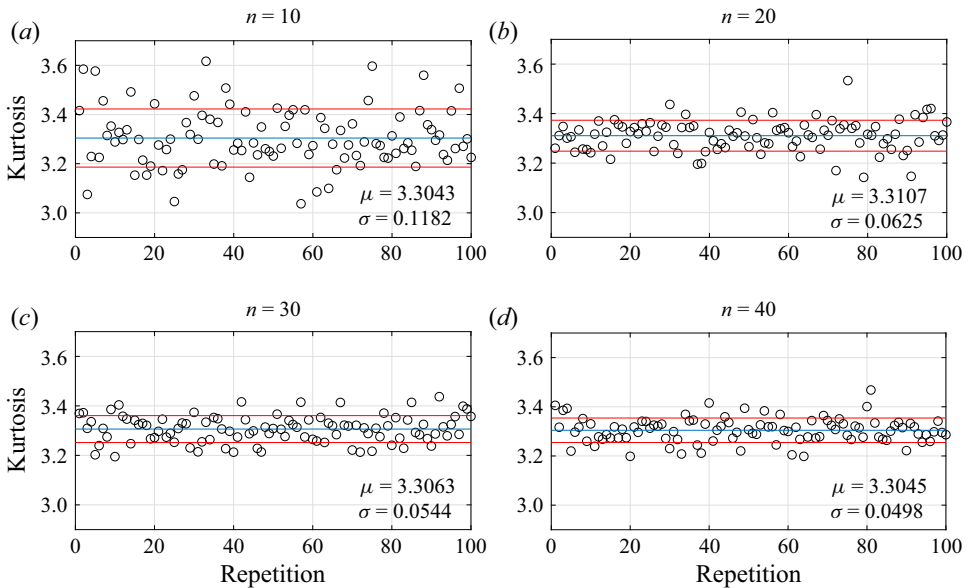 n = 10
(a)
3.6
3.4
3.2
3.0
Kurtosis
μ = 3.3043
σ = 0.1182
0 20 40 60 80 100
n = 20
(b)
3.6
3.4
3.2
3.0
μ = 3.3107
σ = 0.0625
0 20 40 60 80 100
n = 30
(c)
3.6
3.4
3.2
3.0
Kurtosis
μ = 3.3063
σ = 0.0544
0 20 40 60 80 100
Repetition
n = 40
(d)
3.6
3.4
3.2
3.0
μ = 3.3045
σ = 0.0498
0 20 40 60 80 100
Repetition